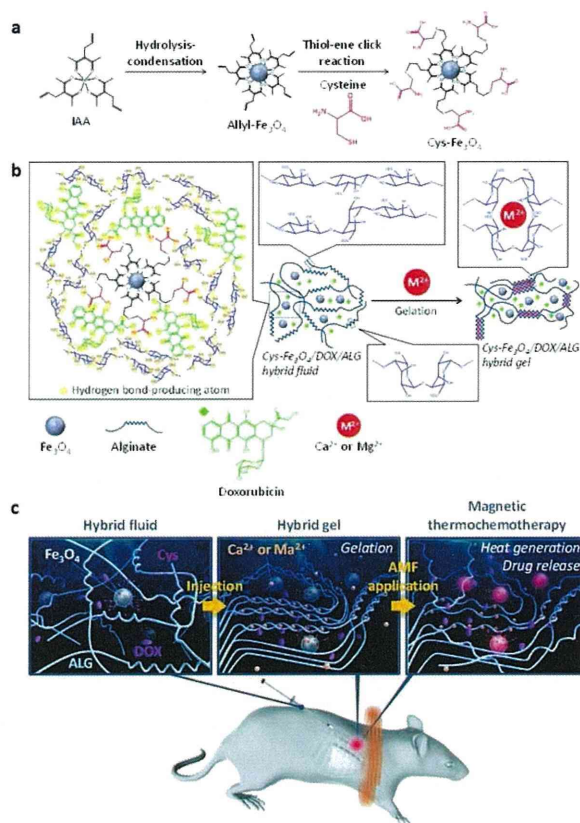 a
Hydrolysis-
condensation
Thiol-ene click
reaction
Cysteine
IAA
Allyl-Fe₃O₄
Cys-Fe₃O₄
b
M²⁺
M²⁺
Gelation
Cys-Fe₃O₄/DOX/ALG
hybrid fluid
Cys-Fe₃O₄/DOX/ALG
hybrid gel
Hydrogen bond-producing atom
M²⁺
Fe₃O₄
Alginate
Ca²⁺ or Mg²⁺
Doxorubicin
c
Hybrid fluid
Hybrid gel
Magnetic
thermochemotherapy
Fe₃O₄
Cys
Ca²⁺ or Ma²⁺
Gelation
Heat generation
Drug release
Injection
AMF
application
DOX
ALG